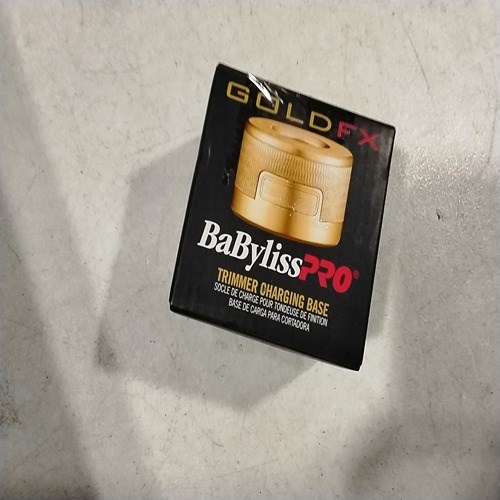 GOLDFX
BaBylissPRO®
TRIMMER CHARGING BASE
SOCLE DE CHARGE POUR TONDEUSE DE FINITION
BASE DE CARGA PARA CORTADORA